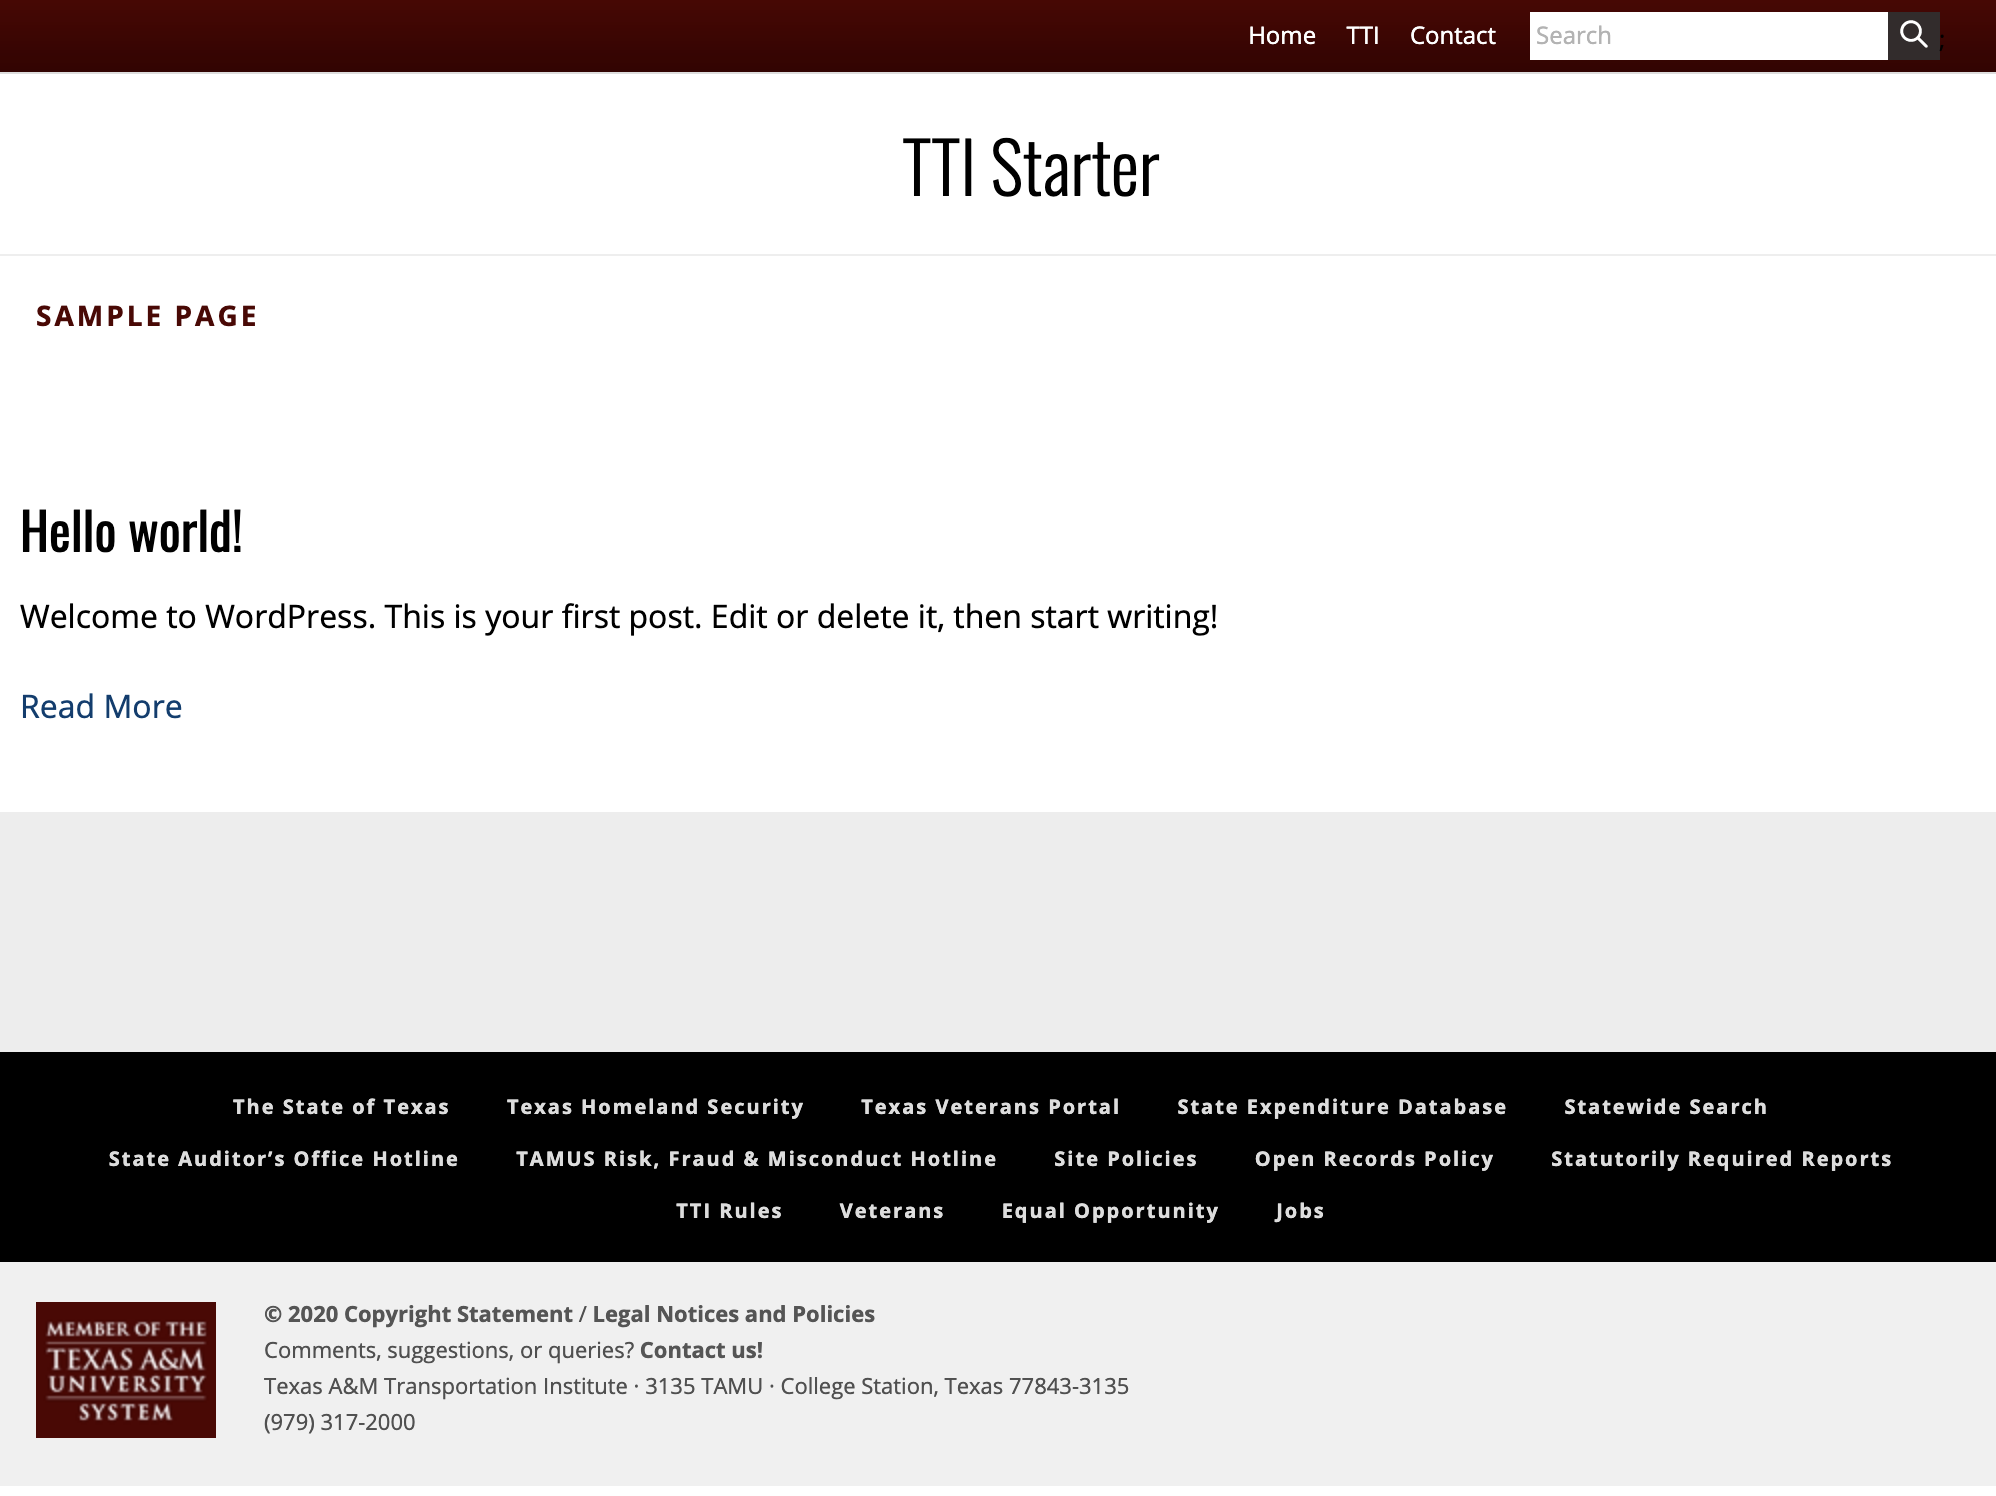 Home TTI Contact Search
TTI Starter
SAMPLE PAGE
Hello world!
Welcome to WordPress. This is your first post. Edit or delete it, then start writing!
Read More
The State of Texas Texas Homeland Security Texas Veterans Portal State Expenditure Database Statewide Search
State Auditor’s Office Hotline TAMUS Risk, Fraud & Misconduct Hotline Site Policies Open Records Policy Statutorily Required Reports
TTI Rules Veterans Equal Opportunity Jobs
MEMBER OF THE
TEXAS A&M
UNIVERSITY
SYSTEM
© 2020 Copyright Statement / Legal Notices and Policies
Comments, suggestions, or queries? Contact us!
Texas A&M Transportation Institute · 3135 TAMU · College Station, Texas 77843-3135
(979) 317-2000